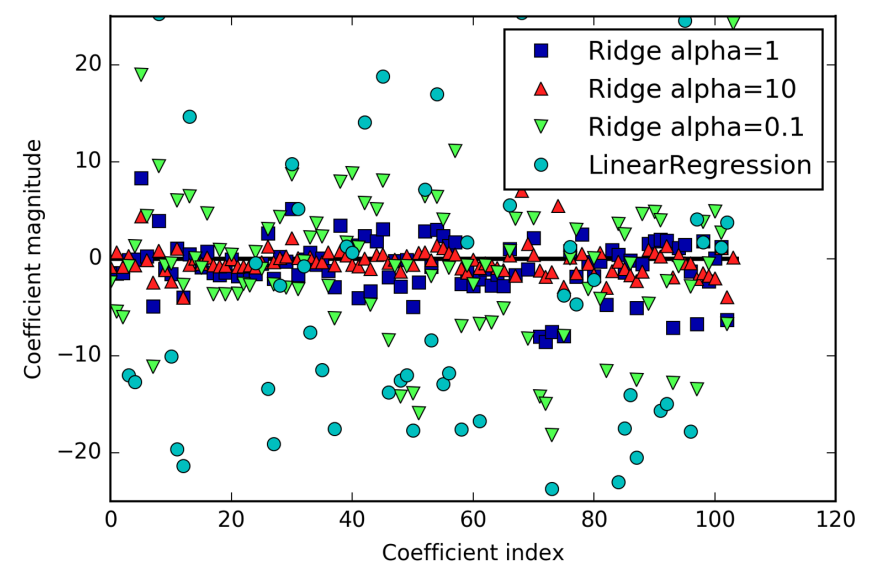 Ridge alpha=1
Ridge alpha=10
Ridge alpha=0.1
LinearRegression
20
10
0
−10
−20
Coefficient magnitude
0 20 40 60 80 100 120
Coefficient index